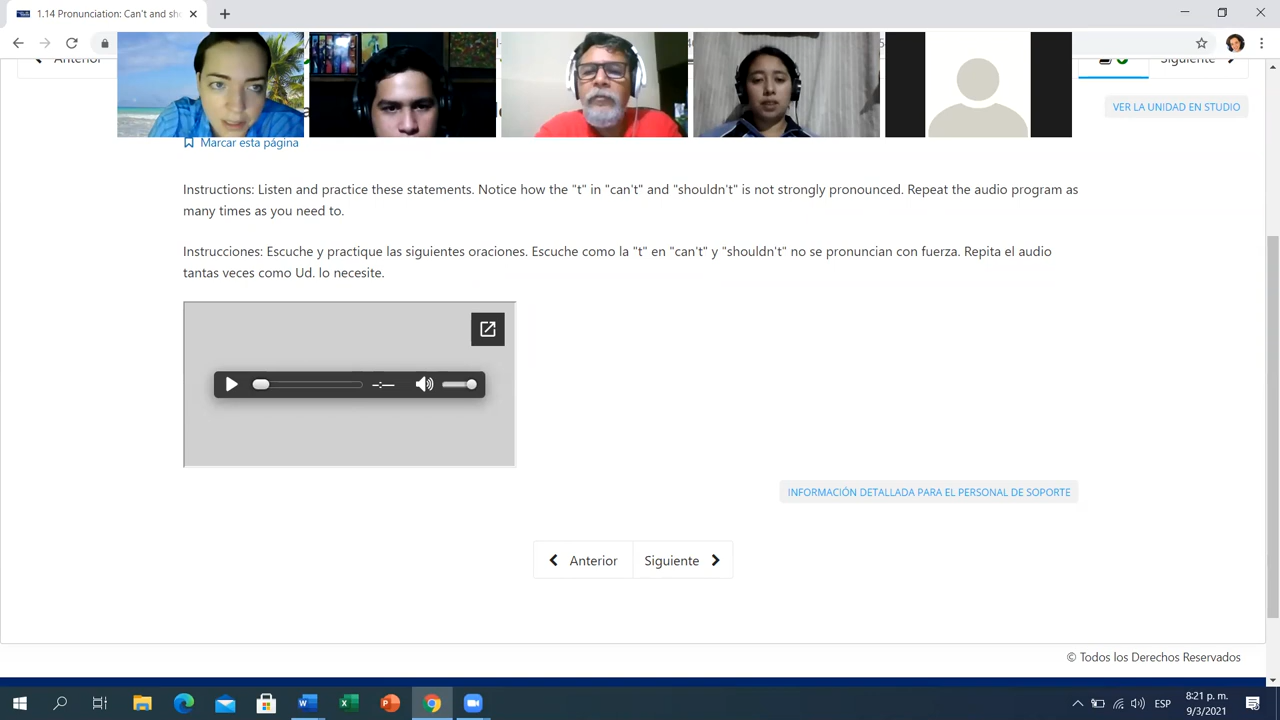 1.14 Pronunciation: Can't and sh
Anterior
Siguiente
VER LA UNIDAD EN STUDIO
Marcar esta página
Instructions: Listen and practice these statements. Notice how the "t" in "can't" and "shouldn't" is not strongly pronounced. Repeat the audio program as
many times as you need to.
Instrucciones: Escuche y practique las siguientes oraciones. Escuche como la "t" en "can't" y "shouldn't" no se pronuncian con fuerza. Repita el audio
tantas veces como Ud. lo necesite.
-:--
INFORMACIÓN DETALLADA PARA EL PERSONAL DE SOPORTE
Anterior
Siguiente
© Todos los Derechos Reservados
ESP
8:21 p. m.
9/3/2021